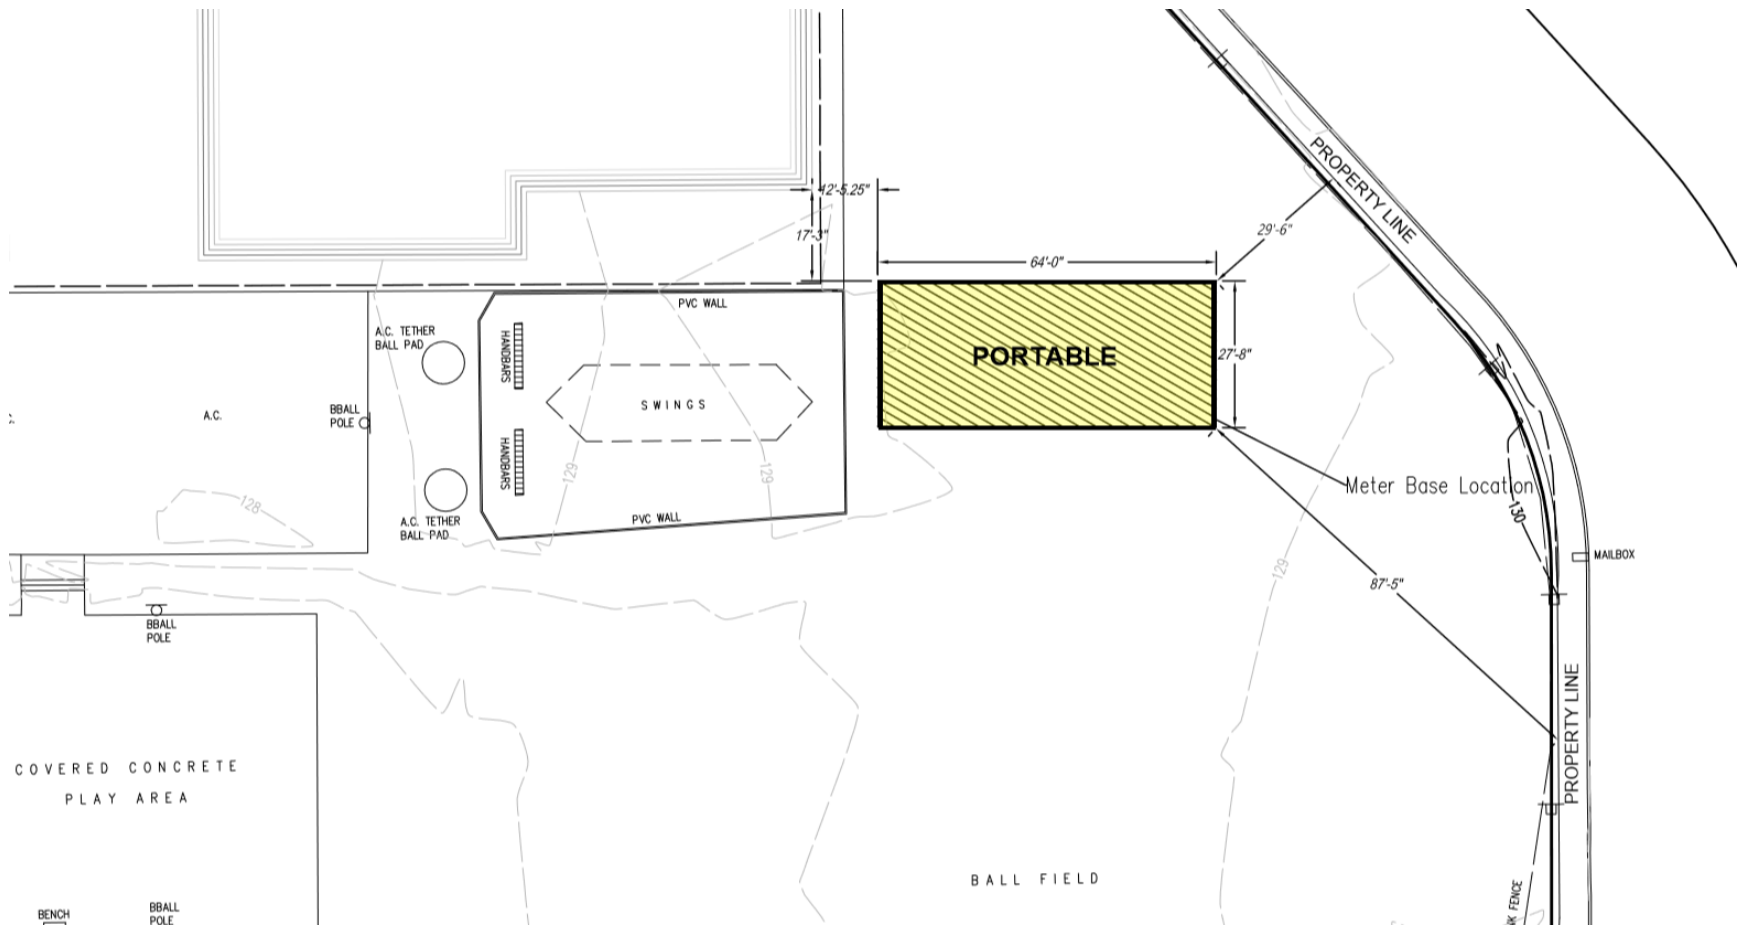 PROPERTY LINE
12'-5.25"
17'-3"
29'-6"
64'-0"
PVC WALL
A.C. TETHER
BALL PAD
HANDBARS
PORTABLE
27'-8"
SWINGS
BBALL
POLE
A.C.
HANDBARS
129
129
128
Meter Base Location
130
PVC WALL
A.C. TETHER
BALL PAD
MAILBOX
129
87'-5"
BBALL
POLE
PROPERTY LINE
COVERED CONCRETE
PLAY AREA
BALL FIELD
FENCE
BENCH
BBALL
POLE